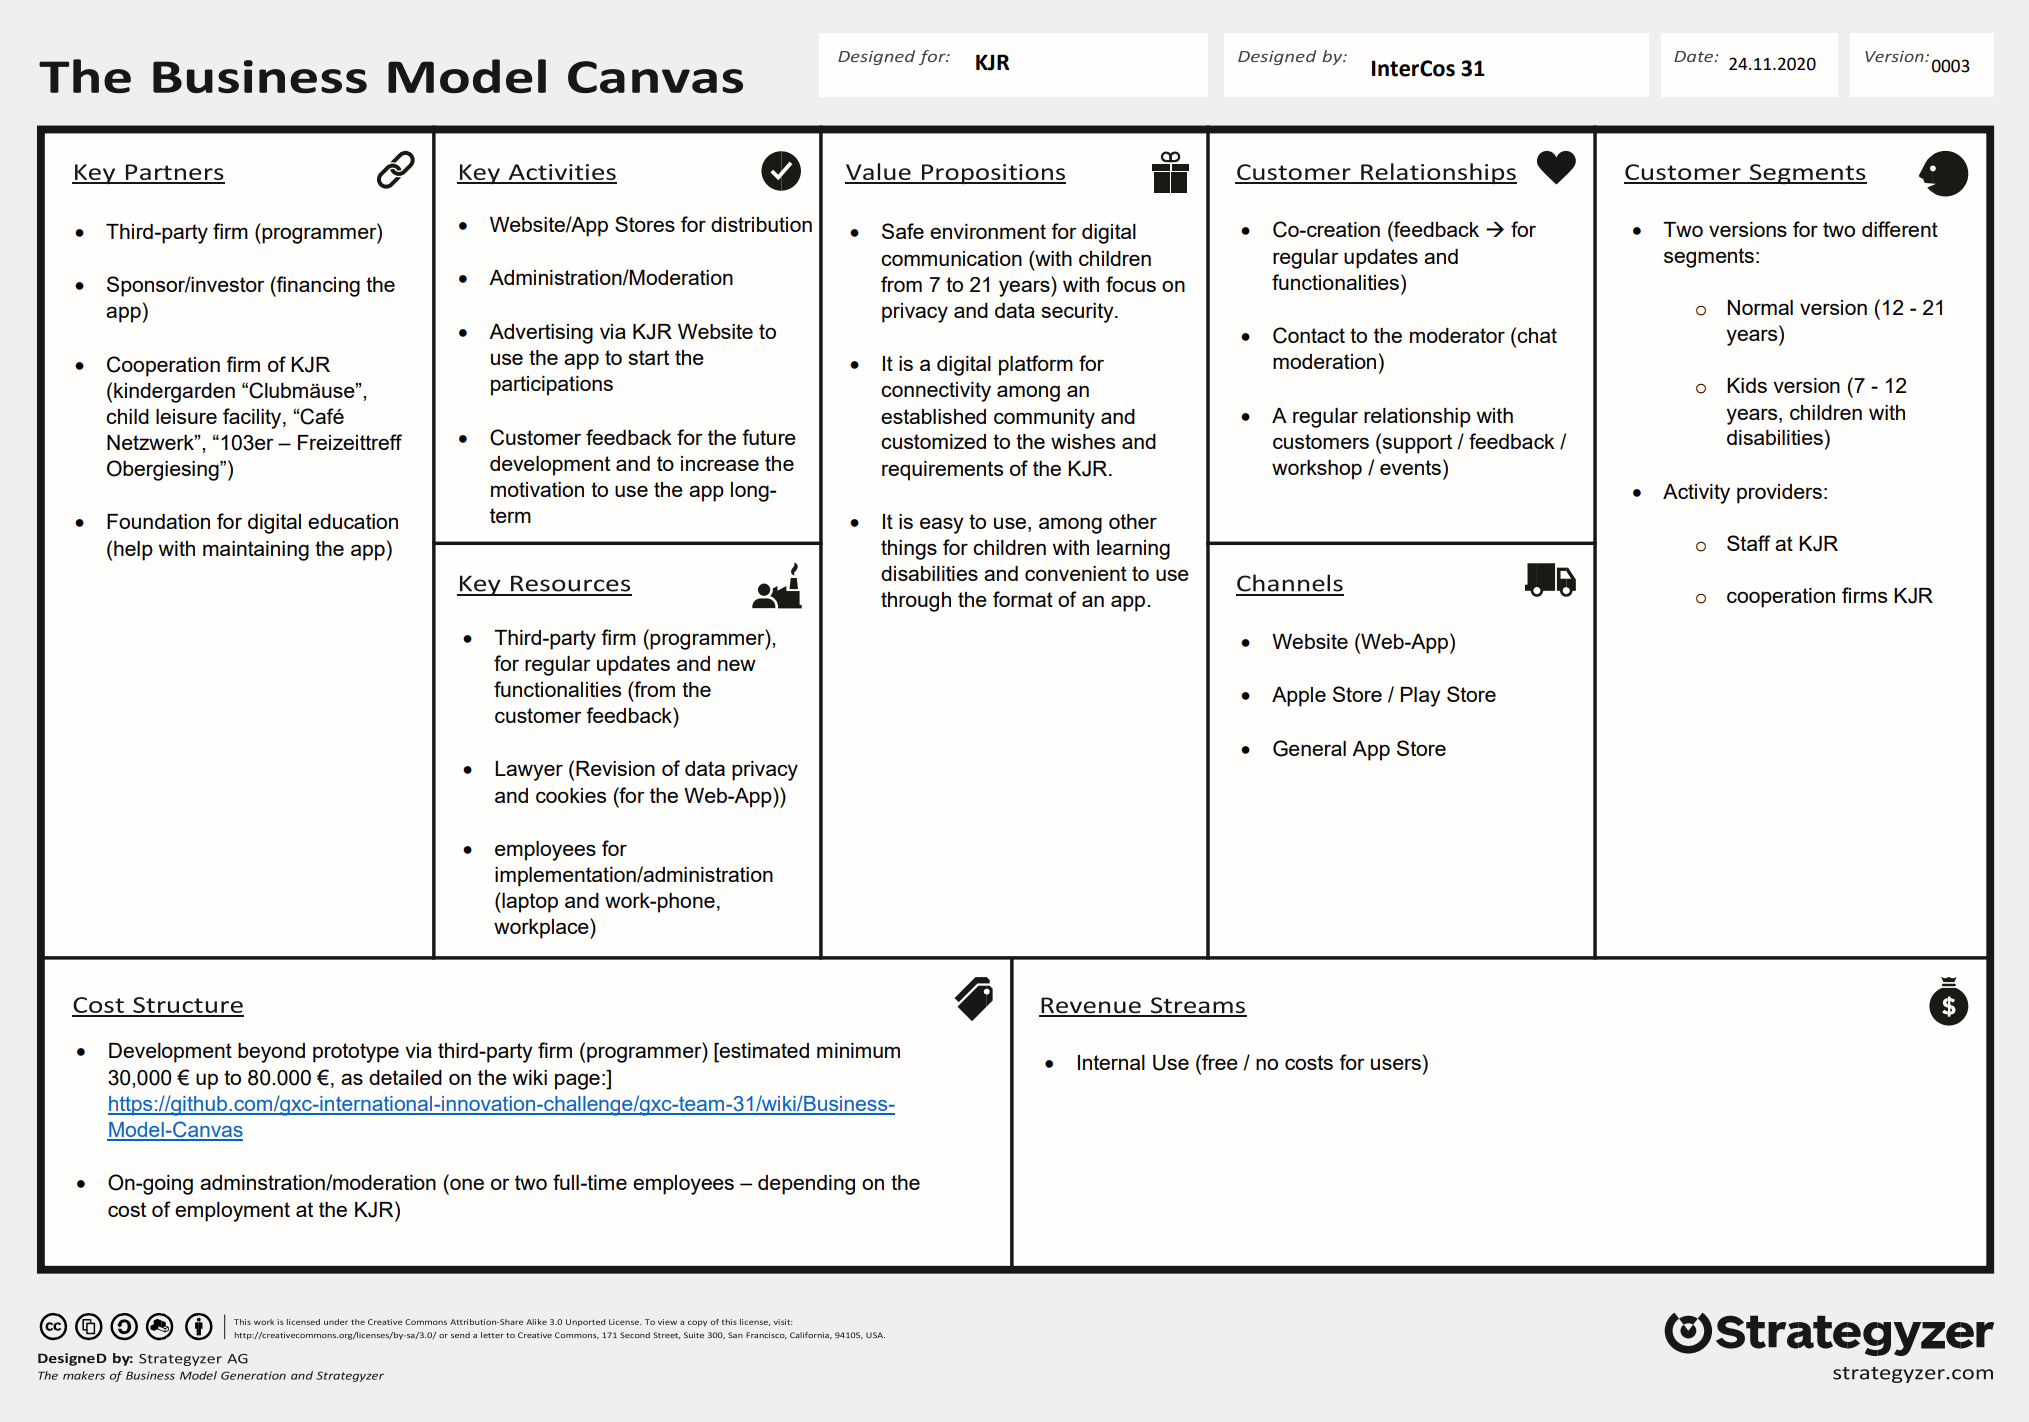 The Business Model Canvas
Designed for: KJR
Designed by: InterCos 31
Date: 24.11.2020
Version: 0003
Key Partners
• Third-party firm (programmer)
• Sponsor/investor (financing the
app)
• Cooperation firm of KJR
(kindergarden “Clubmäuse”,
child leisure facility, “Café
Netzwerk”, “103er – Freizeittreff
Obergiesing”)
• Foundation for digital education
(help with maintaining the app)
Key Activities
• Website/App Stores for distribution
• Administration/Moderation
• Advertising via KJR Website to
use the app to start the
participations
• Customer feedback for the future
development and to increase the
motivation to use the app long-
term
Key Resources
• Third-party firm (programmer),
for regular updates and new
functionalities (from the
customer feedback)
• Lawyer (Revision of data privacy
and cookies (for the Web-App))
• employees for
implementation/administration
(laptop and work-phone,
workplace)
Value Propositions
• Safe environment for digital
communication (with children
from 7 to 21 years) with focus on
privacy and data security.
• It is a digital platform for
connectivity among an
established community and
customized to the wishes and
requirements of the KJR.
• It is easy to use, among other
things for children with learning
disabilities and convenient to use
through the format of an app.
Customer Relationships
• Co-creation (feedback → for
regular updates and
functionalities)
• Contact to the moderator (chat
moderation)
• A regular relationship with
customers (support / feedback /
workshop / events)
Channels
• Website (Web-App)
• Apple Store / Play Store
• General App Store
Customer Segments
• Two versions for two different
segments:
o Normal version (12 - 21
years)
o Kids version (7 - 12
years, children with
disabilities)
• Activity providers:
o Staff at KJR
o cooperation firms KJR
Cost Structure
• Development beyond prototype via third-party firm (programmer) [estimated minimum
30,000 € up to 80.000 €, as detailed on the wiki page:]
https://github.com/gxc-international-innovation-challenge/gxc-team-31/wiki/Business-
Model-Canvas
• On-going adminstration/moderation (one or two full-time employees – depending on the
cost of employment at the KJR)
Revenue Streams
• Internal Use (free / no costs for users)
This work is licensed under the Creative Commons Attribution-Share Alike 3.0 Unported License. To view a copy of this license, visit:
http://creativecommons.org/licenses/by-sa/3.0/ or send a letter to Creative Commons, 171 Second Street, Suite 300, San Francisco, California, 94105, USA.
DesigneD by: Strategyzer AG
The makers of Business Model Generation and Strategyzer
Strategyzer
strategyzer.com